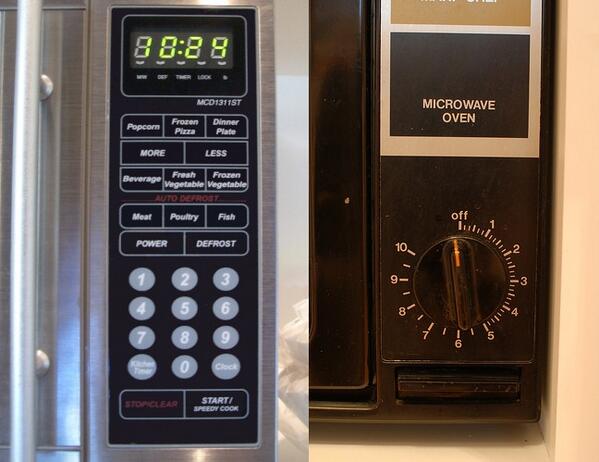 10:24
M/W DEF TIMER LOCK lb
MCD1311ST
Popcorn Frozen Pizza Dinner Plate
MORE LESS
Beverage Fresh Vegetable Frozen Vegetable
AUTO DEFROST
Meat Poultry Fish
POWER DEFROST
1 2 3
4 5 6
7 8 9
Kitchen Timer 0 Clock
STOP/CLEAR START/ SPEEDY COOK
MICROWAVE
OVEN
off
1
2
3
4
5
6
7
8
9
10